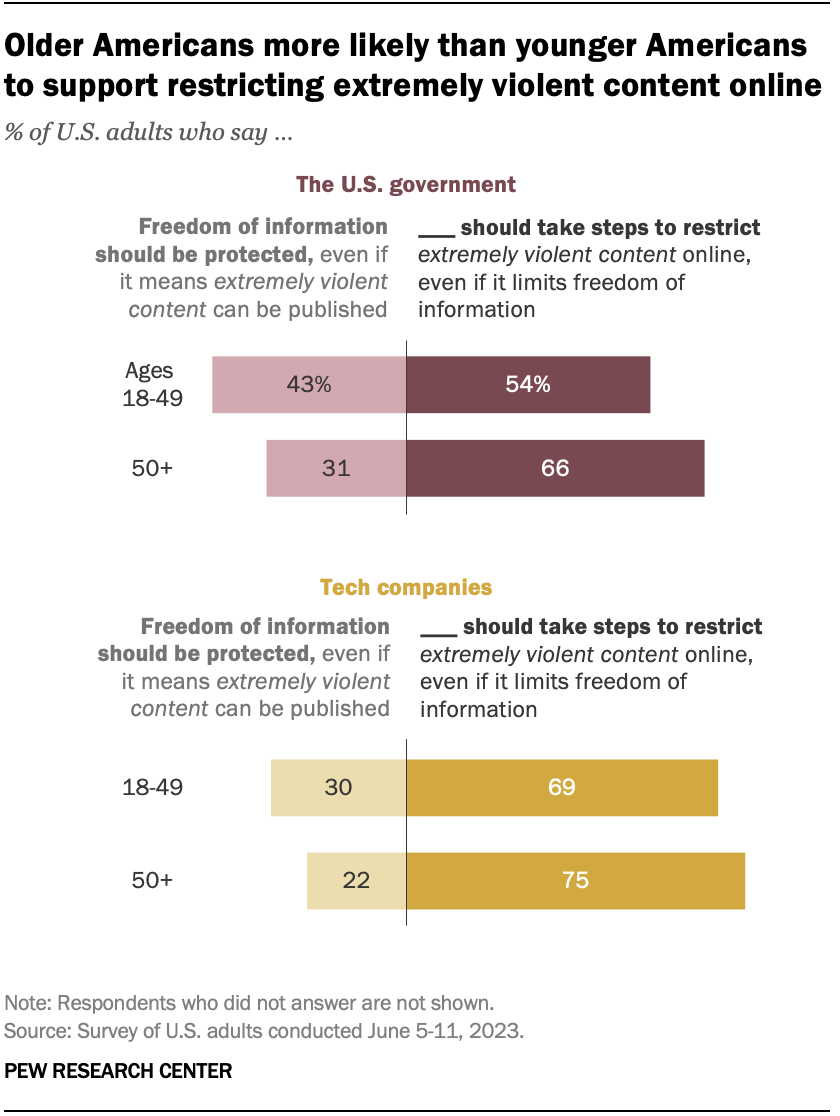 Older Americans more likely than younger Americans
to support restricting extremely violent content online
% of U.S. adults who say ...
The U.S. government
Freedom of information
should be protected, even if
it means extremely violent
content can be published
___ should take steps to restrict
extremely violent content online,
even if it limits freedom of
information
Ages
18-49
43%
54%
50+
31
66
Tech companies
Freedom of information
should be protected, even if
it means extremely violent
content can be published
___ should take steps to restrict
extremely violent content online,
even if it limits freedom of
information
18-49
30
69
50+
22
75
Note: Respondents who did not answer are not shown.
Source: Survey of U.S. adults conducted June 5-11, 2023.
PEW RESEARCH CENTER